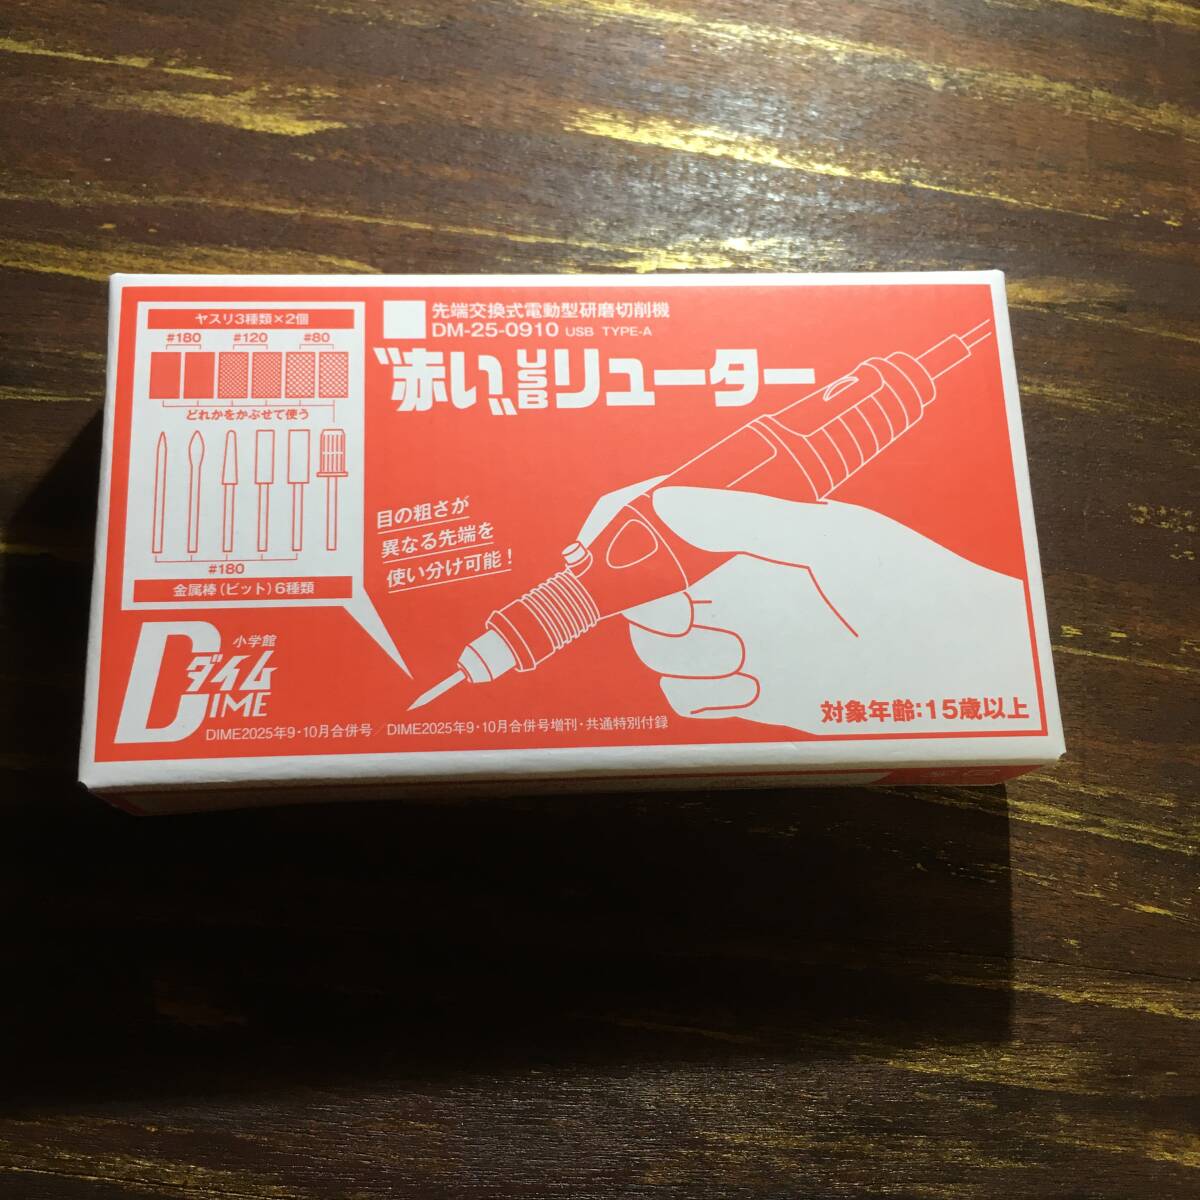 ヤスリ3種類×2個
#180 #120 #80
どれかをかぶせて使う
#180
金属棒(ビット)6種類
先端交換式電動型研磨切削機
DM-25-0910 USB TYPE-A
"赤い"USBリューター
目の粗さが
異なる先端を
使い分け可能!
小学館
Dダイム
DIME
DIME2025年9・10月合併号/DIME2025年9・10月合併号増刊・共通特別付録
対象年齢:15歳以上